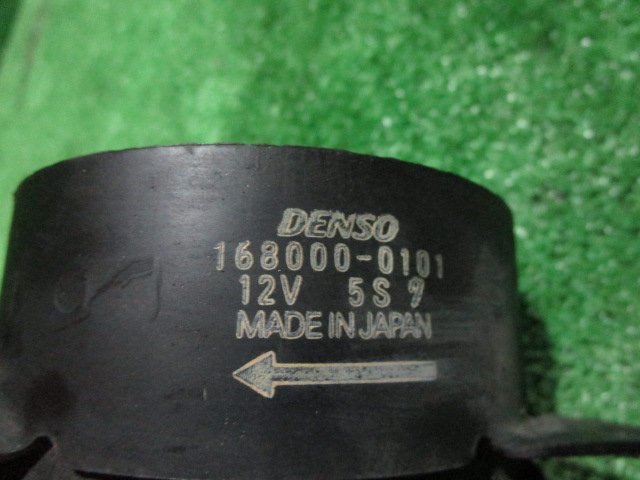 DENSO
168000-0101
12V 5S 9
MADE IN JAPAN